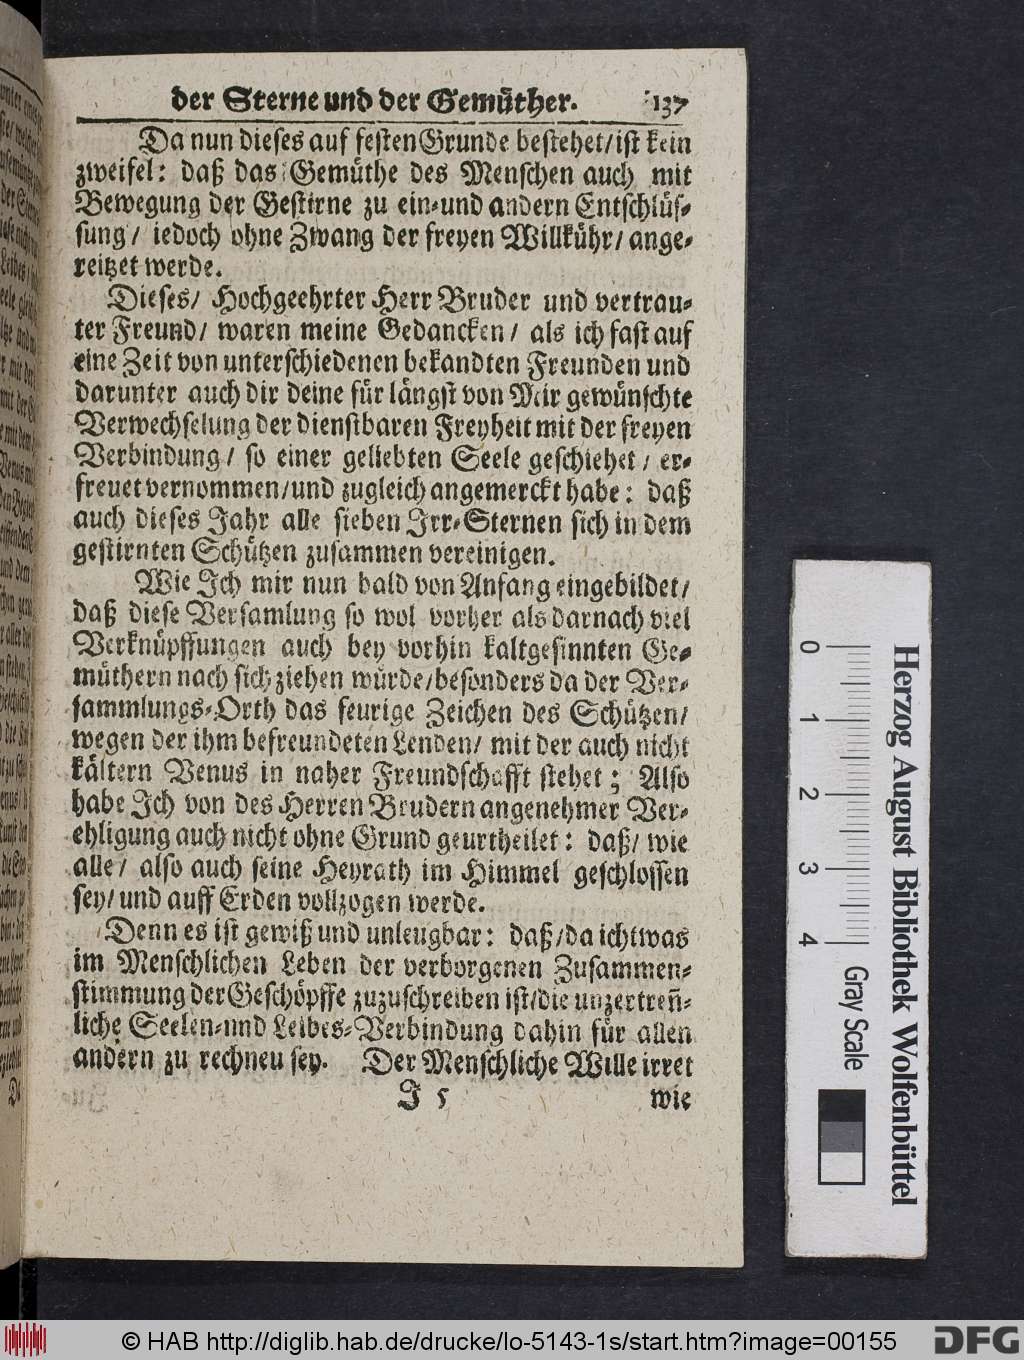 der Sterne und der Gemüther. 137
Da nun dieses auf festen Grunde bestehet/ist kein
zweifel: daß das Gemüthe des Menschen auch mit
Bewegung der Gestirne zu ein-und andern Entschlüs-
sung/ iedoch ohne Zwang der freyen Willkühr/ ange-
reitzet werde.
Dieses/ Hochgeehrter Herr Bruder und vertrau-
ter Freund/ waren meine Gedancken/ als ich fast auf
eine Zeit von unterschiedenen bekandten Freunden und
darunter auch dir deine für längst von Mir gewünschte
Verwechselung der dienstbaren Freyheit mit der freyen
Verbindung/ so einer geliebten Seele geschiehet/ er-
freuet vernommen/und zugleich angemerckt habe: daß
auch dieses Jahr alle sieben Irr-Sternen sich in dem
gestirnten Schützen zusammen vereinigen.
Wie Ich mir nun bald von Anfang eingebildet/
daß diese Versamlung so wol vorher als darnach viel
Verknüpffungen auch bey vorhin kaltgesinnten Ge-
müthern nach sich ziehen würde/besonders da der Ver-
sammlungs-Orth das feurige Zeichen des Schützen/
wegen der ihm befreundeten Lenden/ mit der auch nicht
kältern Venus in naher Freundschafft stehet; Also
habe Ich von des Herren Brudern angenehmer Ver-
ehligung auch nicht ohne Grund geurtheilet: daß/ wie
alle/ also auch seine Heyrath im Himmel geschlossen
sey/ und auff Erden vollzogen werde.
Denn es ist gewiß und unleugbar: daß/da ichtwas
im Menschlichen Leben der verborgenen Zusammen-
stimmung der Geschöpffe zuzuschreiben ist/die unzertreñ-
liche Seelen-und Leibes-Verbindung dahin für allen
andern zu rechneu sey. Der Menschliche Wille irret
J 5 wie
0 1 2 3 4
Gray Scale
Herzog August Bibliothek Wolfenbüttel
© HAB http://diglib.hab.de/drucke/lo-5143-1s/start.htm?image=00155
DFG